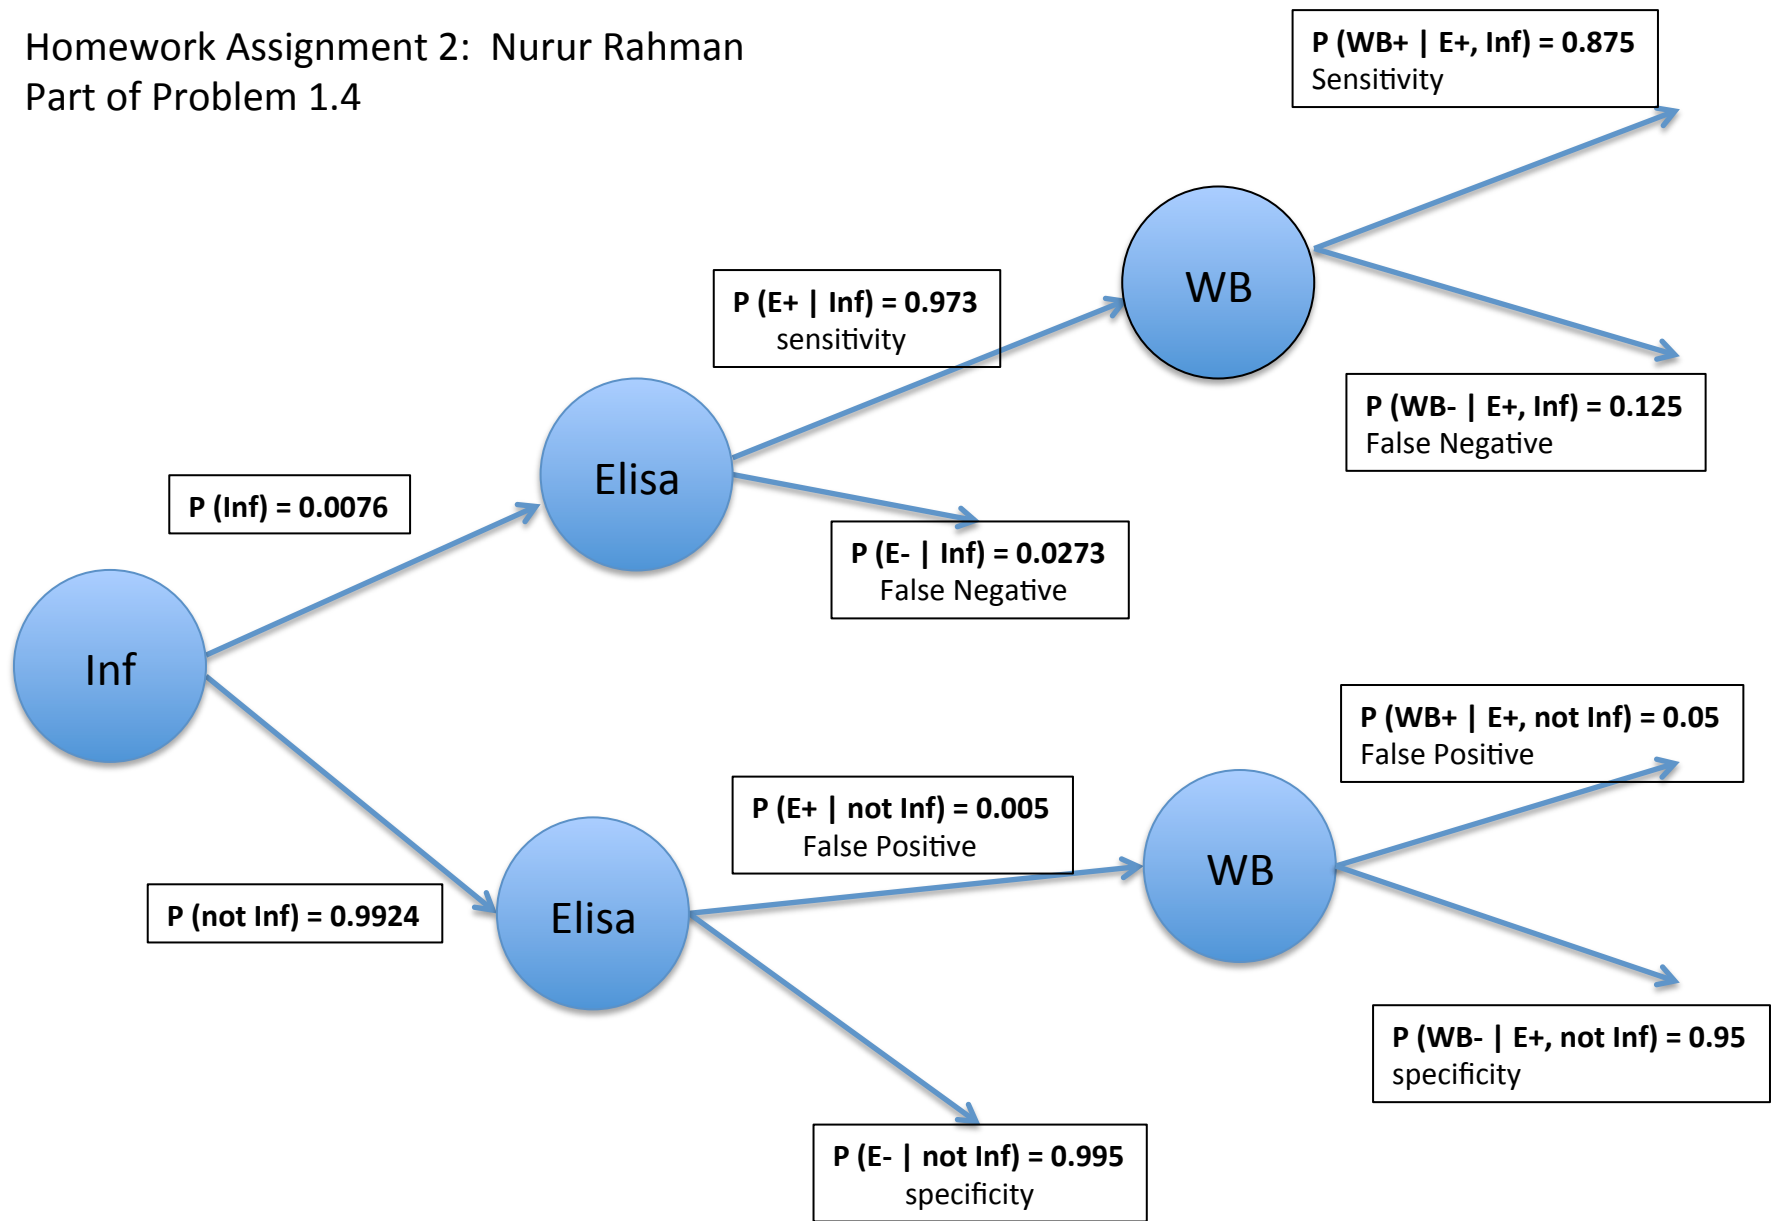 Homework Assignment 2:  Nurur Rahman
Part of Problem 1.4
P (WB+ | E+, Inf) = 0.875
Sensitivity
WB
P (E+ | Inf) = 0.973
sensitivity
P (WB- | E+, Inf) = 0.125
False Negative
Elisa
P (Inf) = 0.0076
P (E- | Inf) = 0.0273
False Negative
Inf
P (WB+ | E+, not Inf) = 0.05
False Positive
P (E+ | not Inf) = 0.005
False Positive
WB
P (not Inf) = 0.9924
Elisa
P (WB- | E+, not Inf) = 0.95
specificity
P (E- | not Inf) = 0.995
specificity